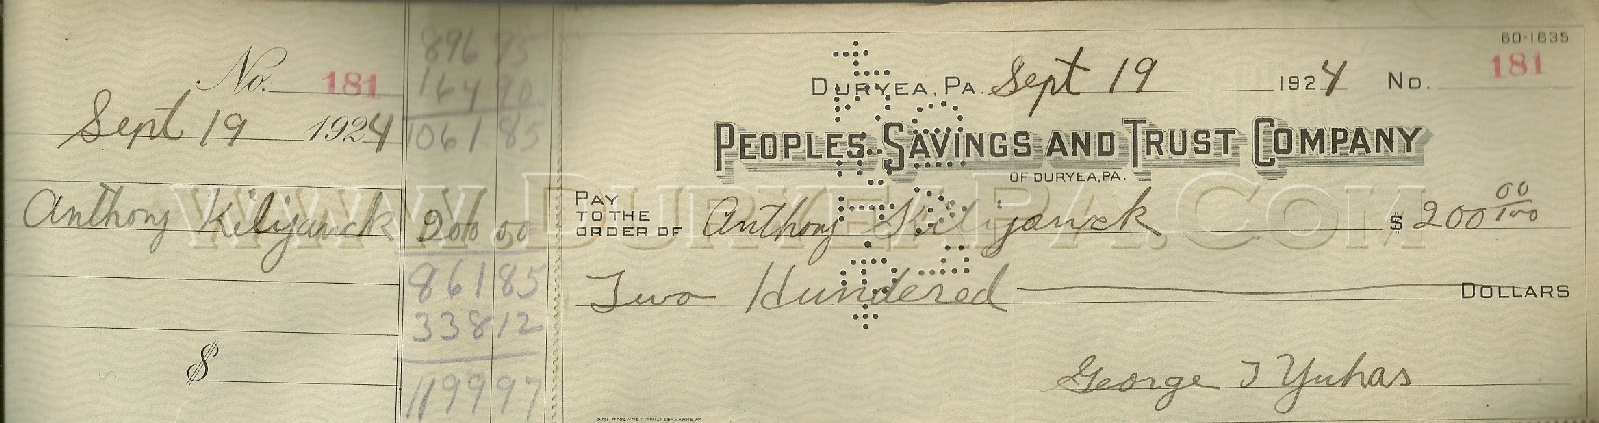 No. 181
Sept 19 1924
Anthony Kilijanck
$
896 95
164 90
1061 85
200 00
861 85
338 12
1199 97
60-1635
DURYEA, PA. Sept 19 1924 No. 181
PEOPLES SAVINGS AND TRUST COMPANY
OF DURYEA, PA.
PAY TO THE ORDER OF Anthony Kilijanck $ 200 00/100
Two Hundered DOLLARS
George J Yuhas
www.DuryeaPA.Com